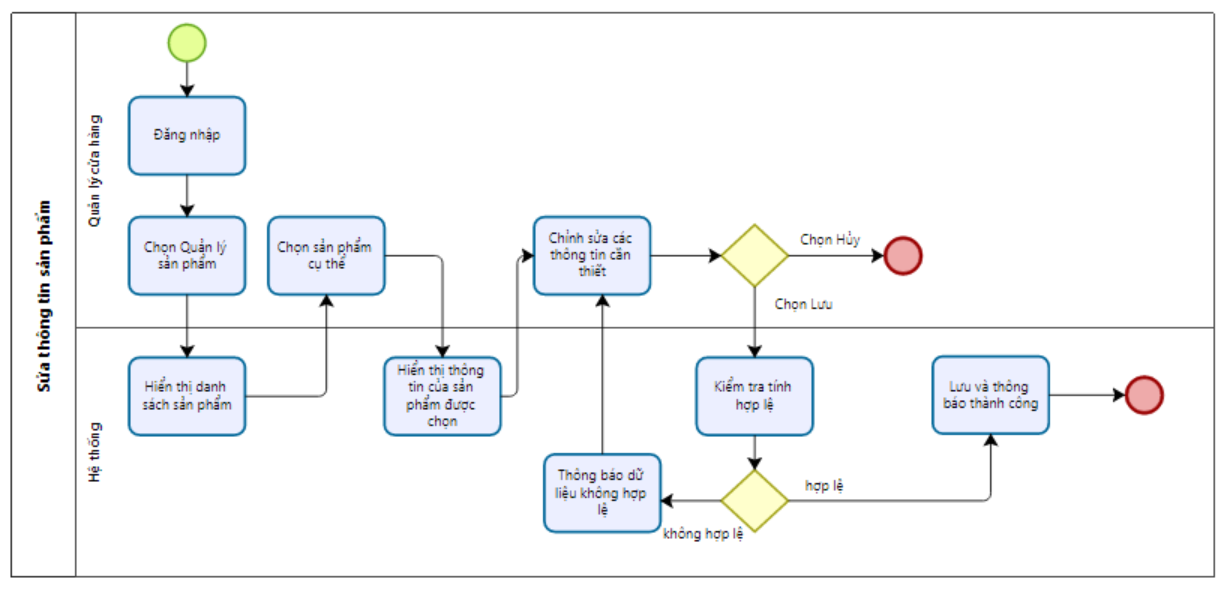 Sửa thông tin sản phẩm
Quản lý cửa hàng
Đăng nhập
Chọn Quản lý
sản phẩm
Chọn sản phẩm
cụ thể
Chỉnh sửa các
thông tin cần
thiết
Chọn Hủy
Chọn Lưu
Hệ thống
Hiển thị danh
sách sản phẩm
Hiển thị thông
tin của sản
phẩm được
chọn
Kiểm tra tính
hợp lệ
Lưu và thông
báo thành công
Thông báo dữ
liệu không hợp
lệ
hợp lệ
không hợp lệ